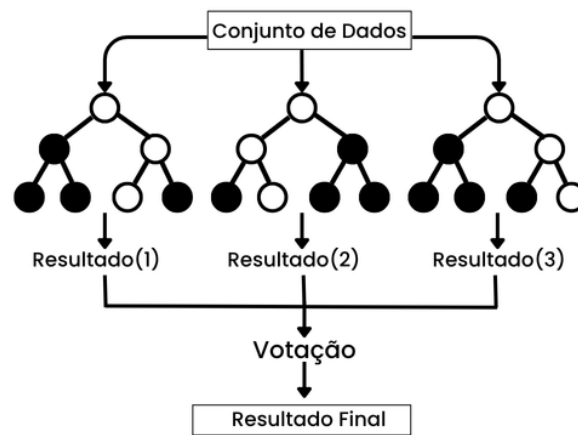 Conjunto de Dados
Resultado(1)
Resultado(2)
Resultado(3)
Votação
Resultado Final